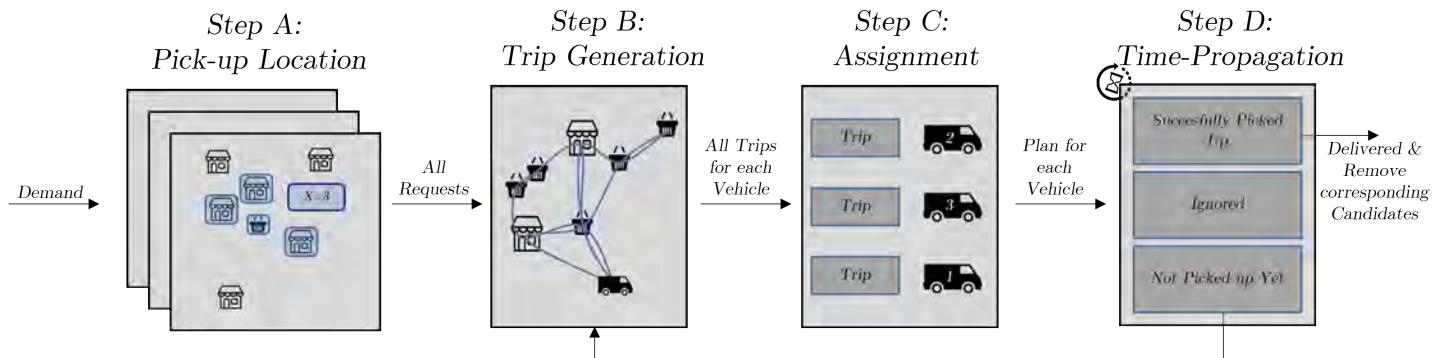 Step A:
Pick-up Location
Step B:
Trip Generation
Step C:
Assignment
Step D:
Time-Propagation
Demand
X=3
All
Requests
All Trips
for each
Vehicle
Trip
2
Trip
3
Trip
1
Plan for
each
Vehicle
Succesfully Picked
Up
Ignored
Not Picked up Yet
Delivered &
Remove
corresponding
Candidates